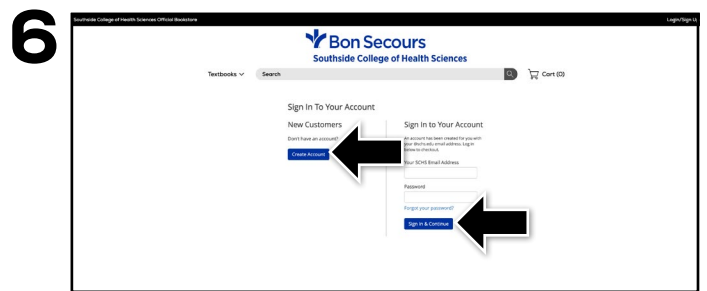 6
Southside College of Health Sciences Official Bookstore
Login/Sign U
Bon Secours
Southside College of Health Sciences
Textbooks
Search
Cart (0)
Sign In To Your Account
New Customers
Don't have an account?
Create Account
Sign In to Your Account
An account has been created for you with
your @schs.edu email address. Log in
below to checkout.
Your SCHS Email Address
Password
Forgot your password?
Sign in & Continue